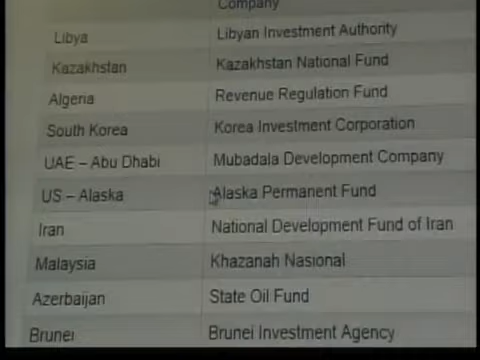 Company
Libya Libyan Investment Authority
Kazakhstan Kazakhstan National Fund
Algeria Revenue Regulation Fund
South Korea Korea Investment Corporation
UAE – Abu Dhabi Mubadala Development Company
US – Alaska Alaska Permanent Fund
Iran National Development Fund of Iran
Malaysia Khazanah Nasional
Azerbaijan State Oil Fund
Brunei Brunei Investment Agency